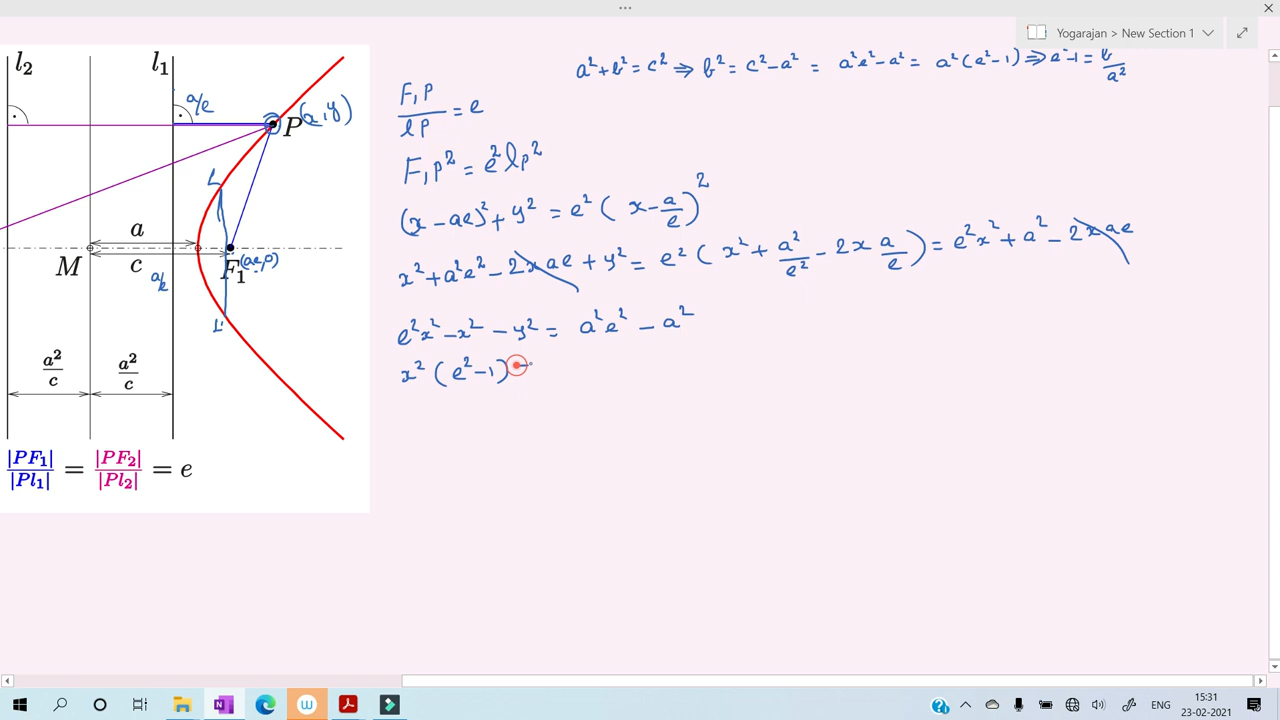 Yogarajan > New Section 1
a²+b² = c² ⇒ b² = c²-a² = a²e²-a² = a²(e²-1) ⇒ e²-1 = b/a²
F₁P/lP = e
F₁P² = e² lP²
(x-ae)² + y² = e² (x - a/e)²
x² + a²e² - 2xae + y² = e² (x² + a²/e² - 2x a/e) = e²x² + a² - 2xae
e²x² - x² - y² = a²e² - a²
x² (e²-1) -
l₂
l₁
a/e
P (x,y)
L
a
M
c
F₁ (ae,0)
a/e
L'
a²/c
a²/c
|PF₁|/|Pl₁| = |PF₂|/|Pl₂| = e
ENG
15:31
23-02-2021